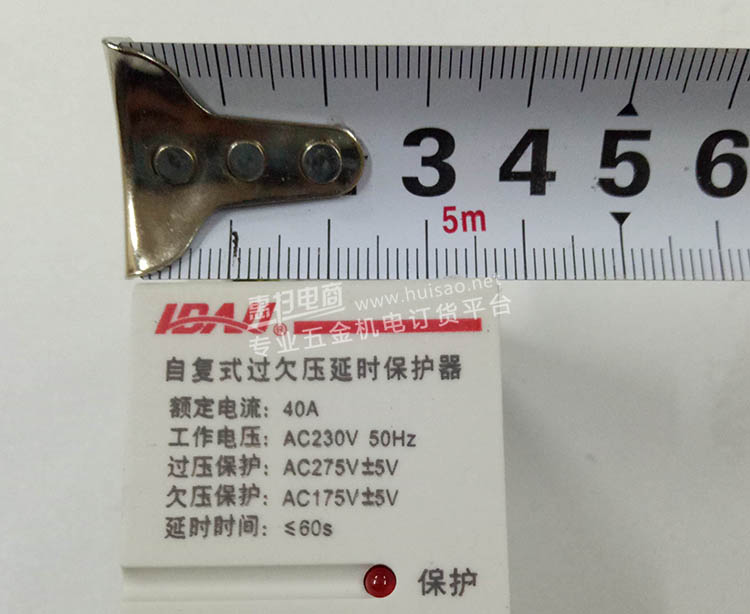 3 4 5 6
5m
惠扫电商 www.huisao.net
专业五金机电订货平台
®
自复式过欠压延时保护器
额定电流：40A
工作电压：AC230V 50Hz
过压保护：AC275V±5V
欠压保护：AC175V±5V
延时时间：≤60s
保护